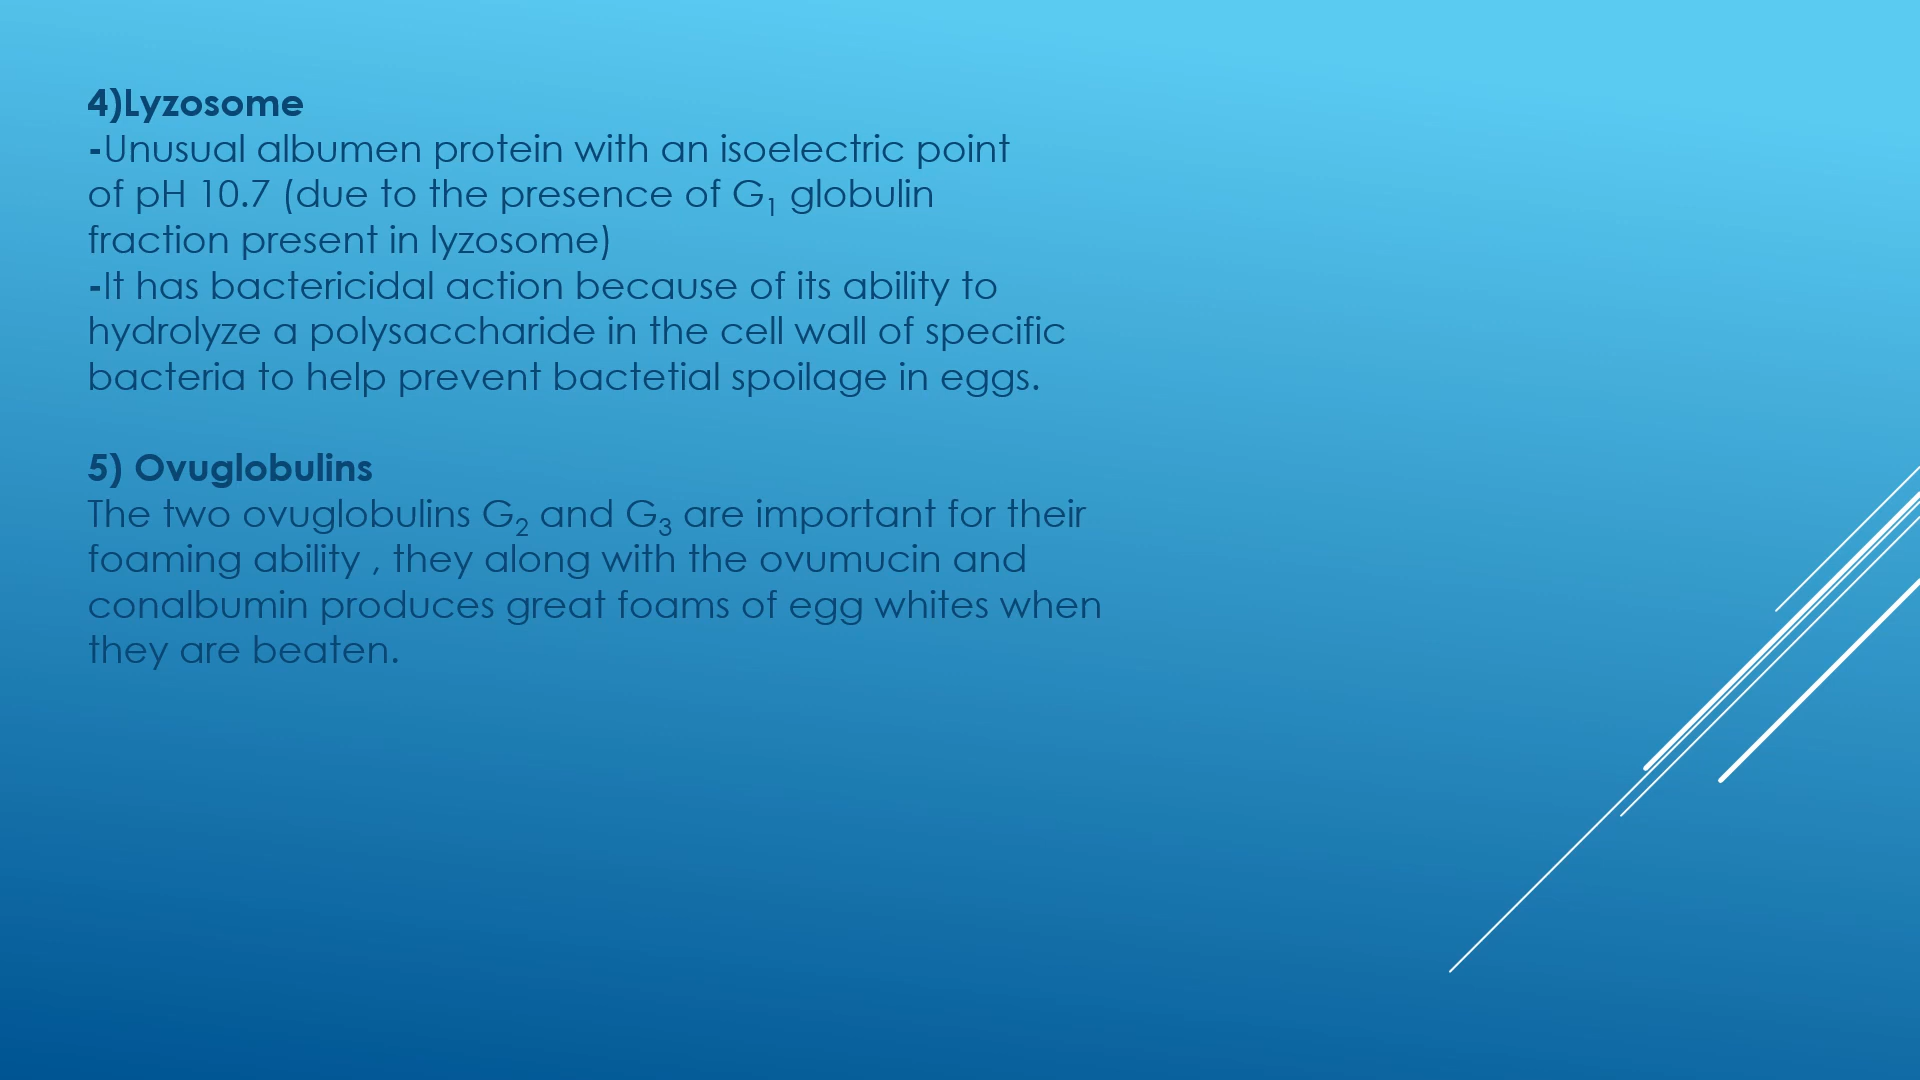 4)Lyzosome
-Unusual albumen protein with an isoelectric point
of pH 10.7 (due to the presence of G₁ globulin
fraction present in lyzosome)
-It has bactericidal action because of its ability to
hydrolyze a polysaccharide in the cell wall of specific
bacteria to help prevent bactetial spoilage in eggs.
5) Ovuglobulins
The two ovuglobulins G₂ and G₃ are important for their
foaming ability , they along with the ovumucin and
conalbumin produces great foams of egg whites when
they are beaten.